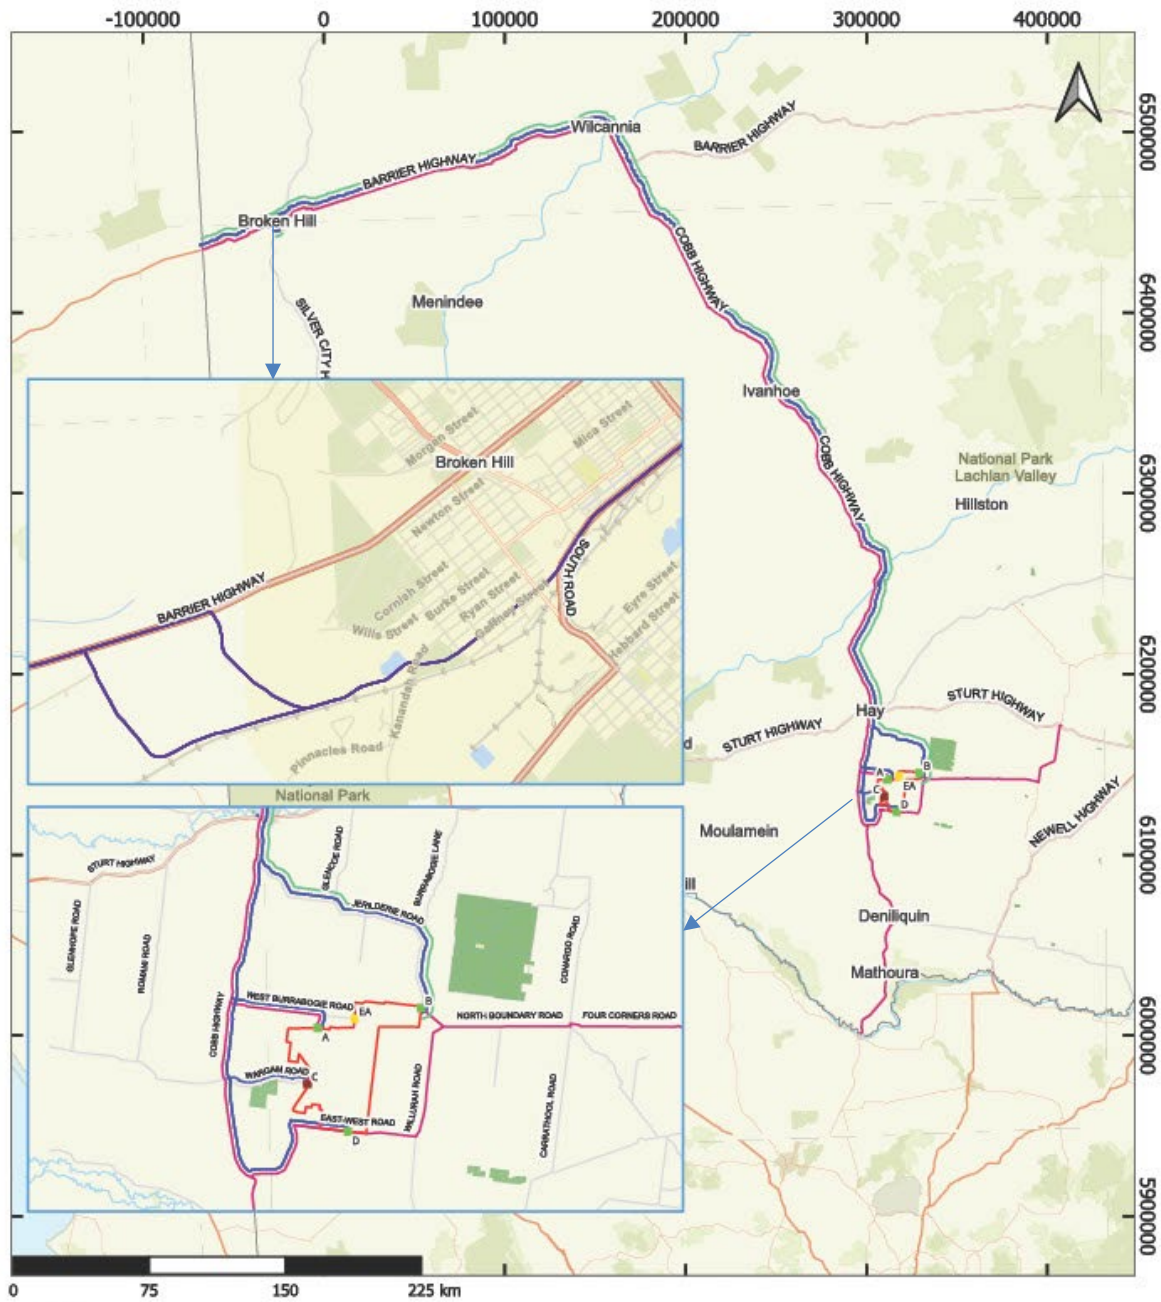 -100000
0
100000
200000
300000
400000
6500000
6400000
6300000
6200000
6100000
6000000
5900000
Wilcannia
BARRIER HIGHWAY
BARRIER HIGHWAY
Broken Hill
COBB HIGHWAY
SILVER CITY H
Menindee
Ivanhoe
COBB HIGHWAY
National Park
Lachlan Valley
Hillston
Hay
STURT HIGHWAY
STURT HIGHWAY
d
A
B
EA
C
D
NEWELL HIGHWAY
Moulamein
ill
Deniliquin
Mathoura
National Park
Morgan Street
Mica Street
Broken Hill
Newton Street
SOUTH ROAD
BARRIER HIGHWAY
Cornish Street
Burke Street
Ryan Street
Wills Street
Gaffney Street
Eyre Street
Hebbard Street
Kanandah Road
Pinnacles Road
STURT HIGHWAY
GLENCOE ROAD
BURRABOGIE LANE
JERILDERIE ROAD
GLENHOPE ROAD
ROMANI ROAD
CONARGO ROAD
COBB HIGHWAY
WEST BURRABOGIE ROAD
EA
B
A
NORTH BOUNDARY ROAD
FOUR CORNERS ROAD
WARGAM ROAD
C
EAST-WEST ROAD
D
WILLURAH ROAD
CARRATHOOL ROAD
0
75
150
225 km